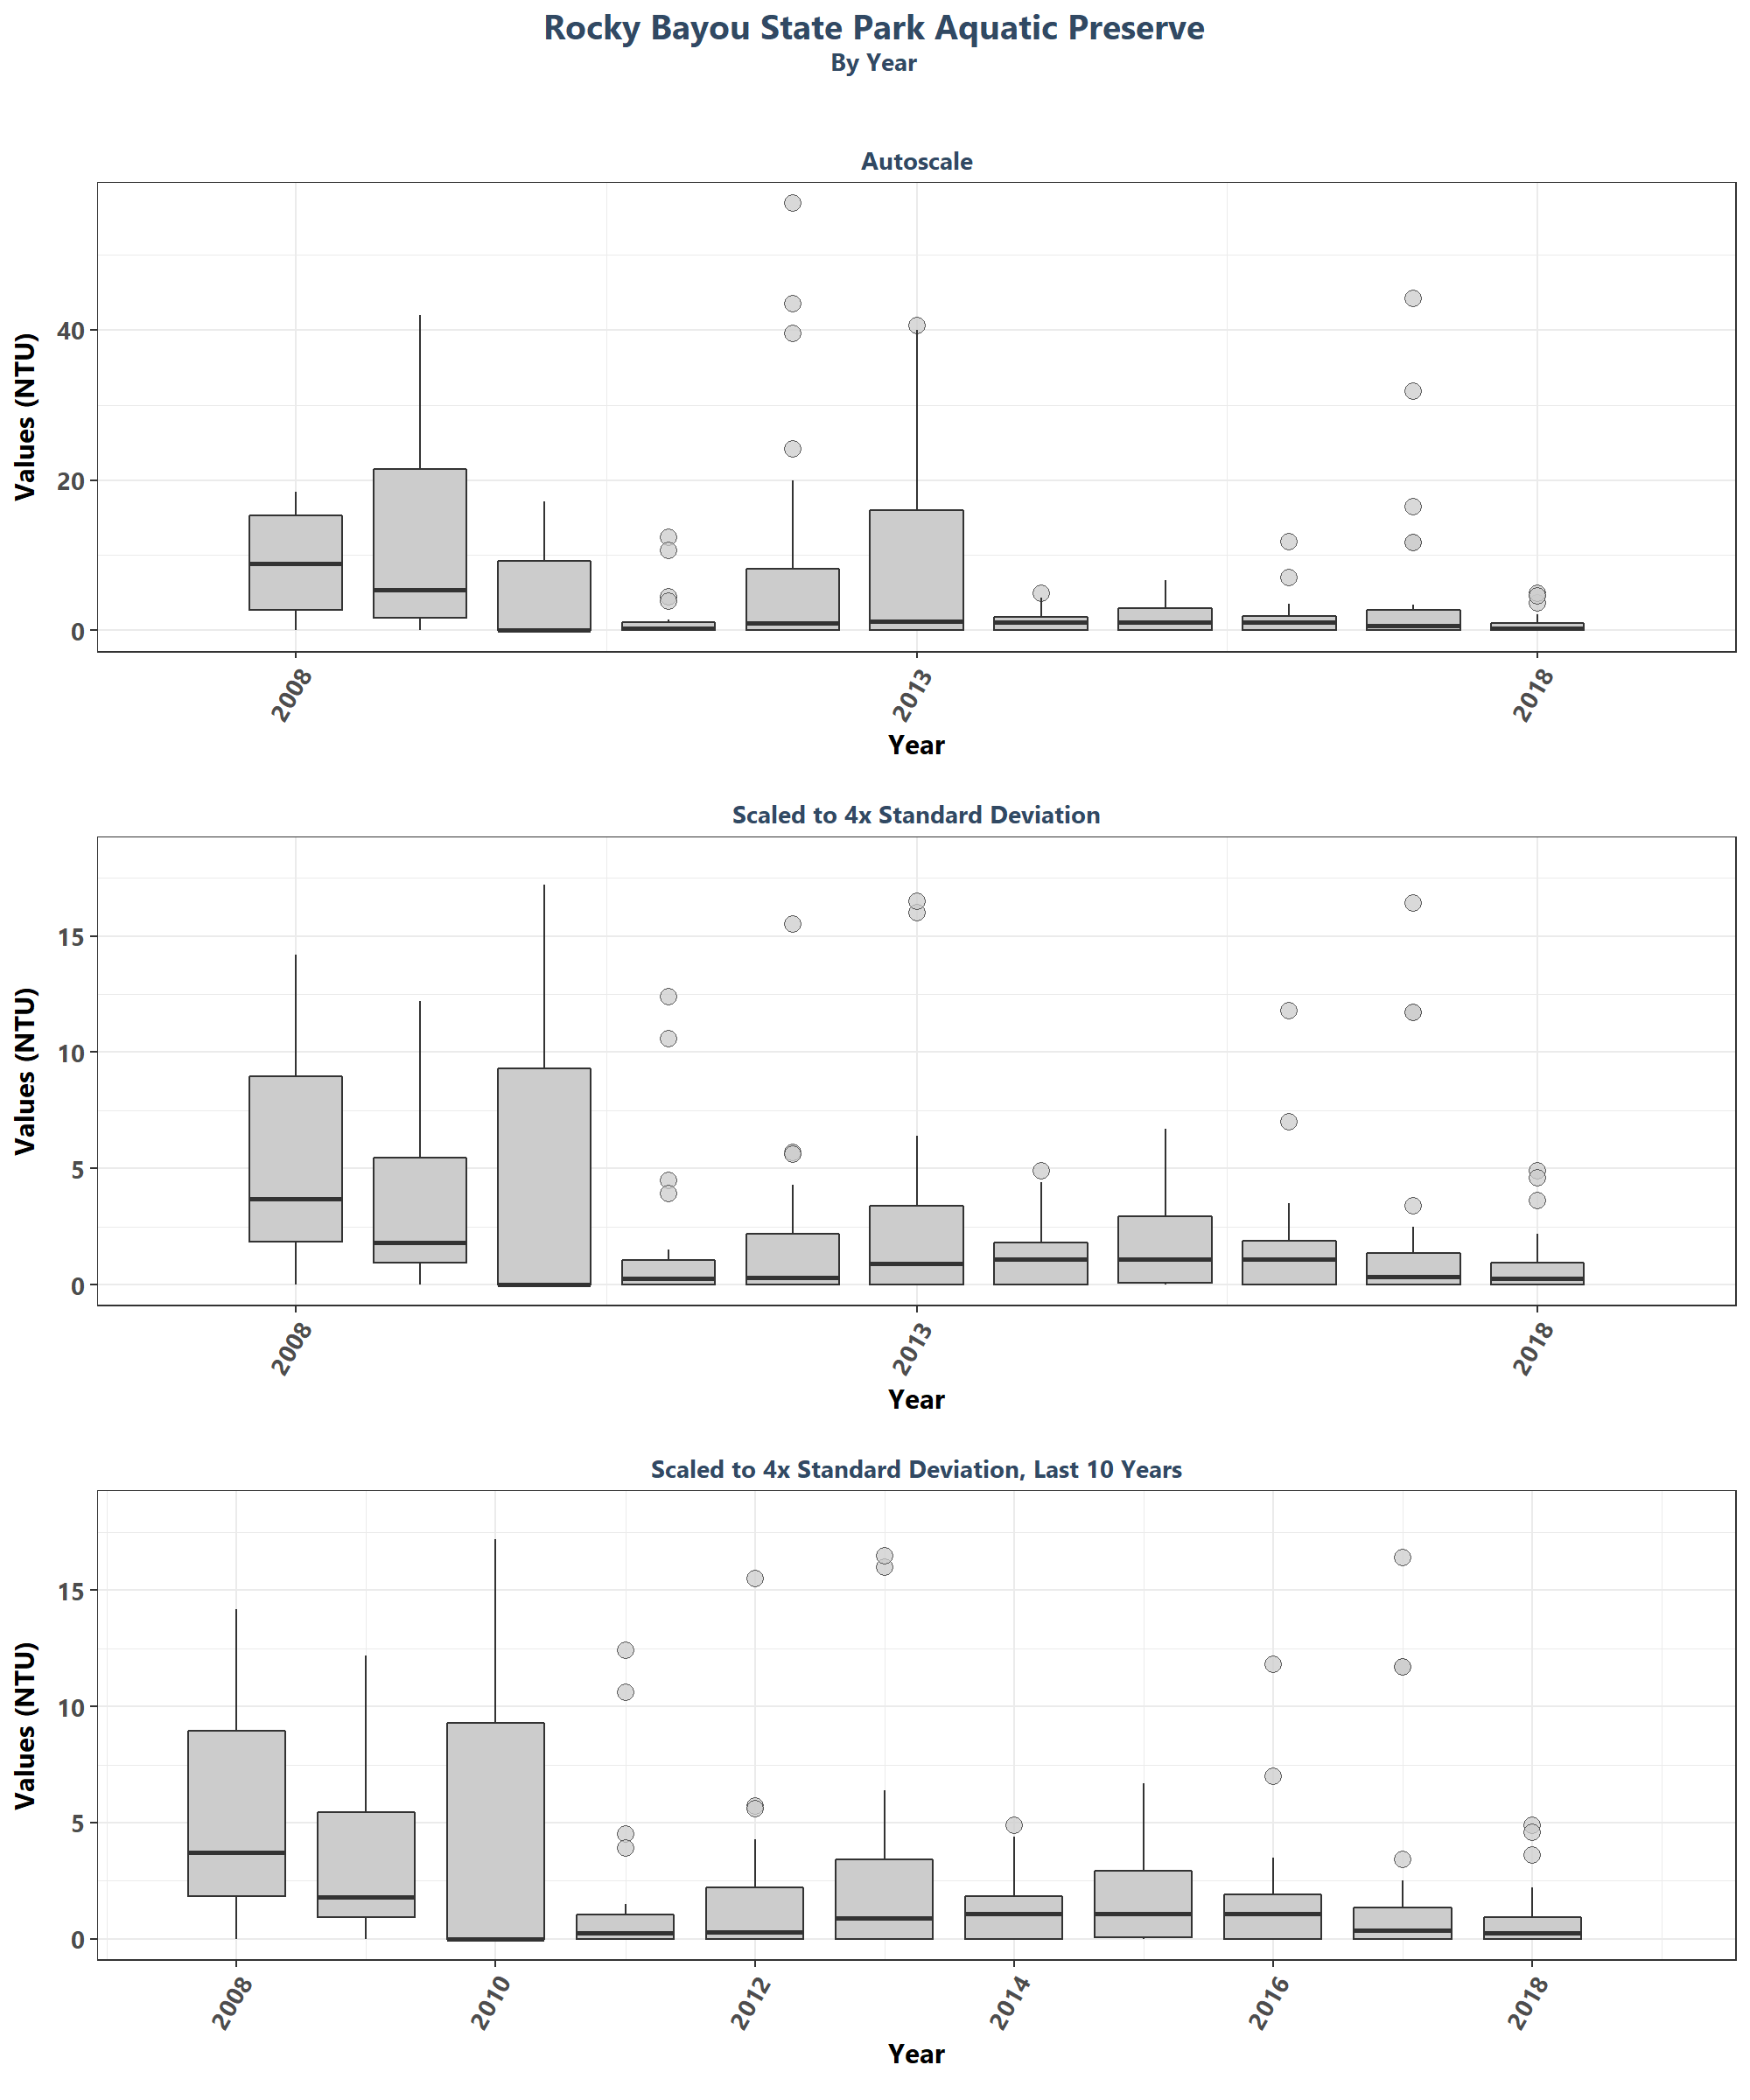 Rocky Bayou State Park Aquatic Preserve
By Year
Autoscale
Values (NTU)
40
20
0
2008
2013
2018
Year
Scaled to 4x Standard Deviation
Values (NTU)
15
10
5
0
2008
2013
2018
Year
Scaled to 4x Standard Deviation, Last 10 Years
Values (NTU)
15
10
5
0
2008
2010
2012
2014
2016
2018
Year